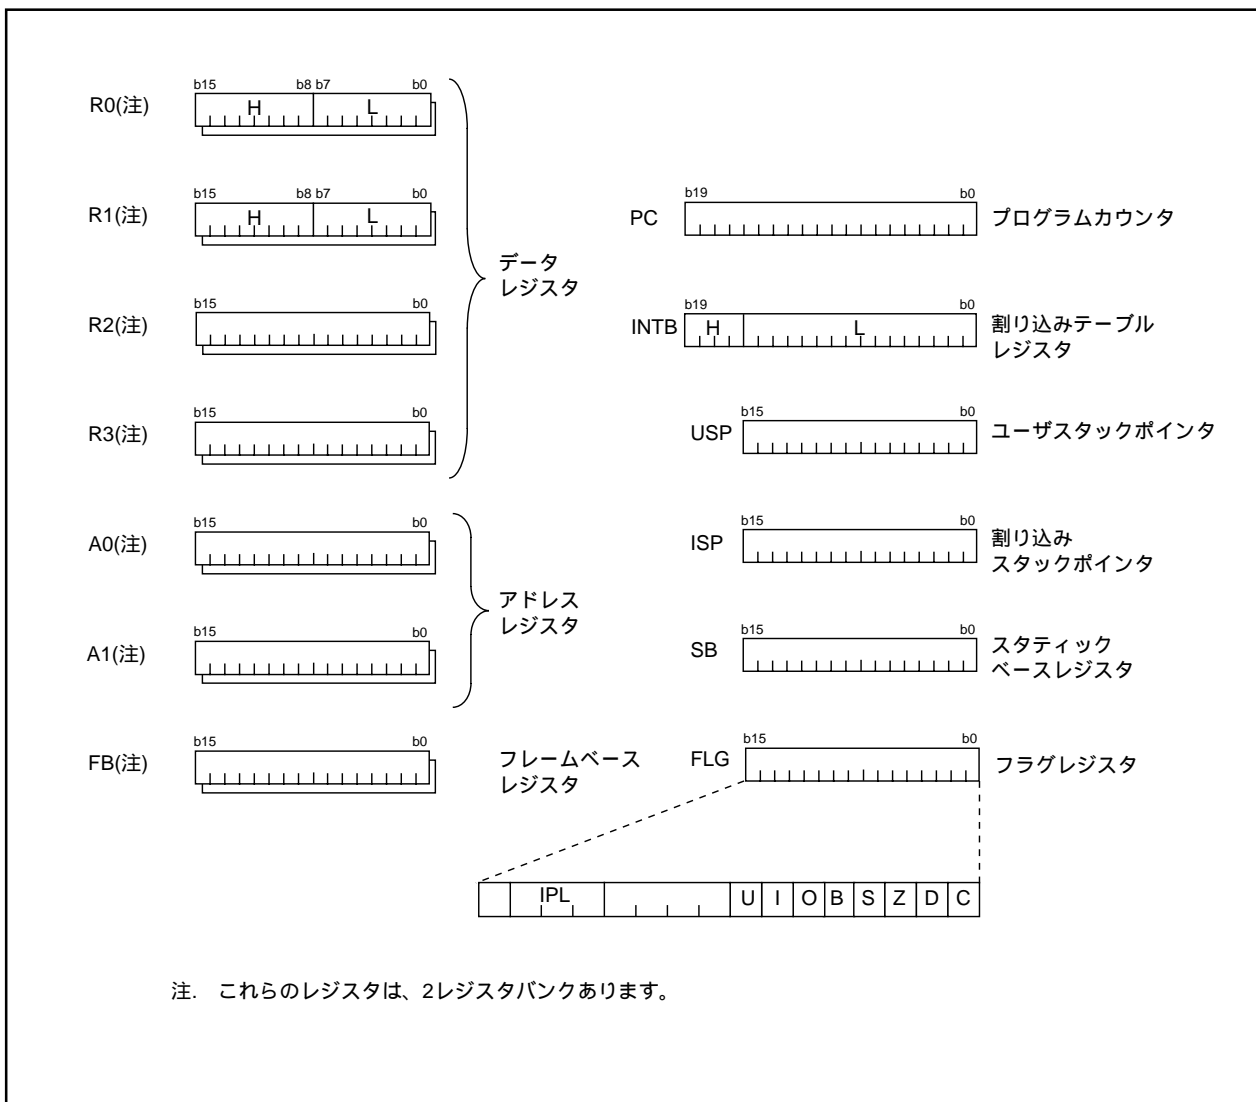 b15 b8 b7 b0
R0(注) H L
b15 b8 b7 b0
R1(注) H L
b15 b0
R2(注)
b15 b0
R3(注)
データ
レジスタ
b15 b0
A0(注)
b15 b0
A1(注)
アドレス
レジスタ
b15 b0
FB(注)
フレームベース
レジスタ
b19 b0
PC プログラムカウンタ
b19 b0
INTB H L 割り込みテーブル
レジスタ
b15 b0
USP ユーザスタックポインタ
b15 b0
ISP 割り込み
スタックポインタ
b15 b0
SB スタティック
ベースレジスタ
b15 b0
FLG フラグレジスタ
IPL U I O B S Z D C
注. これらのレジスタは、2レジスタバンクあります。